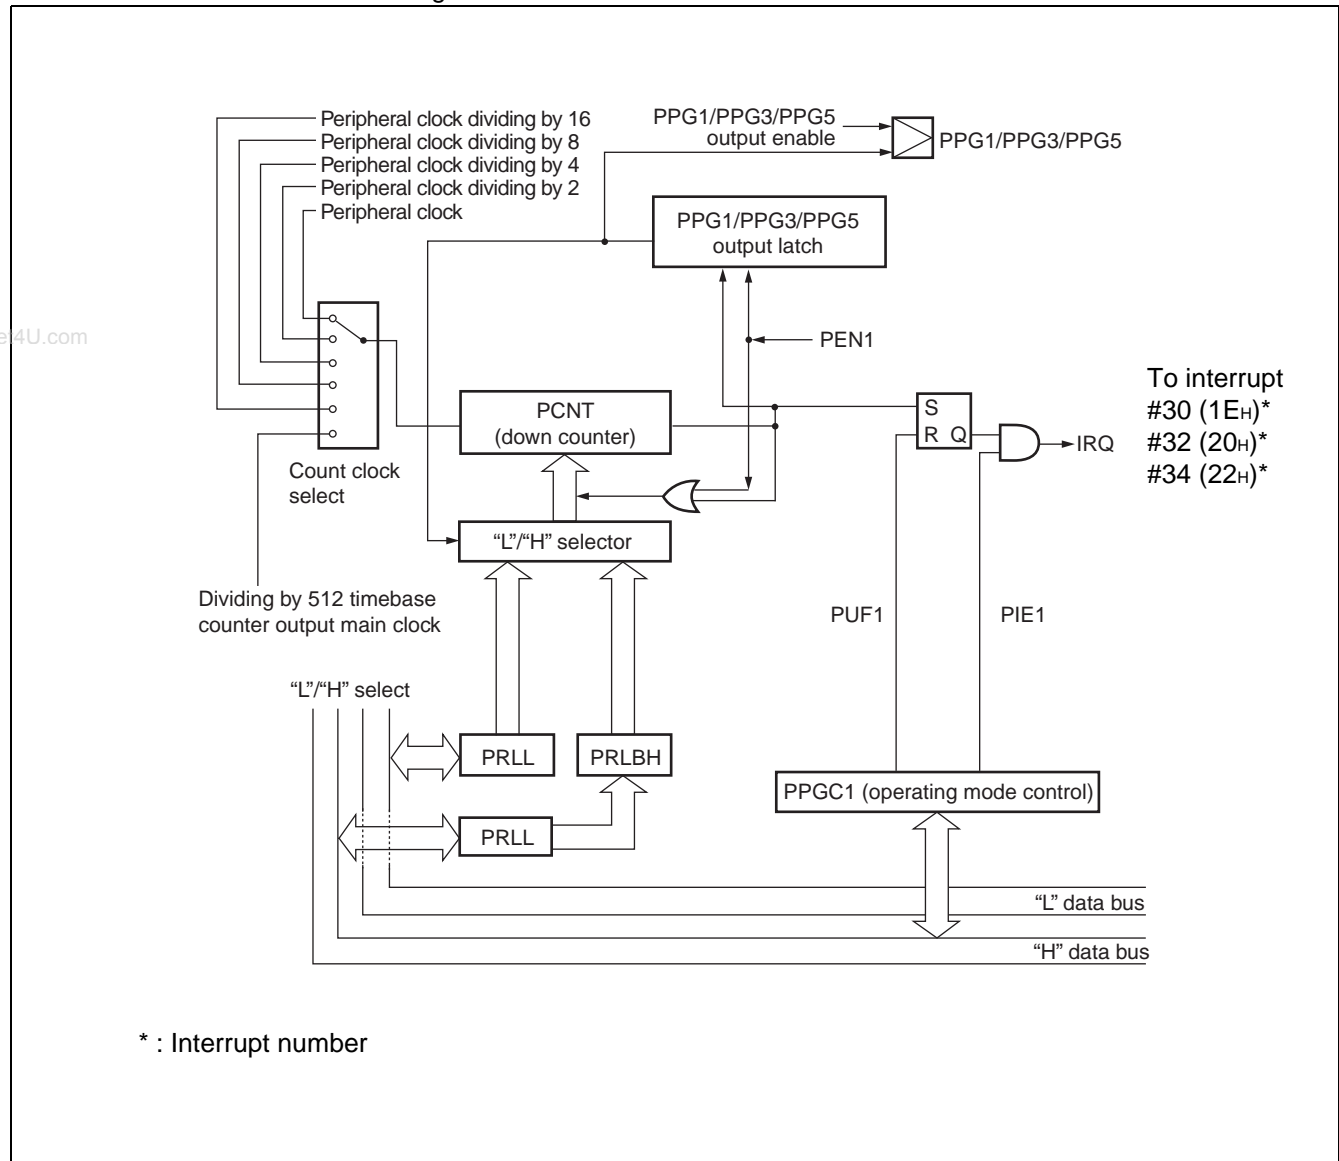 Peripheral clock dividing by 16
Peripheral clock dividing by 8
Peripheral clock dividing by 4
Peripheral clock dividing by 2
Peripheral clock
PPG1/PPG3/PPG5
output enable
PPG1/PPG3/PPG5
PPG1/PPG3/PPG5
output latch
4U.com
PEN1
To interrupt
#30 (1EH)*
#32 (20H)*
#34 (22H)*
PCNT
(down counter)
S
R Q
IRQ
Count clock
select
“L”/“H” selector
Dividing by 512 timebase
counter output main clock
PUF1
PIE1
“L”/“H” select
PRLL
PRLBH
PPGC1 (operating mode control)
PRLL
“L” data bus
“H” data bus
* : Interrupt number